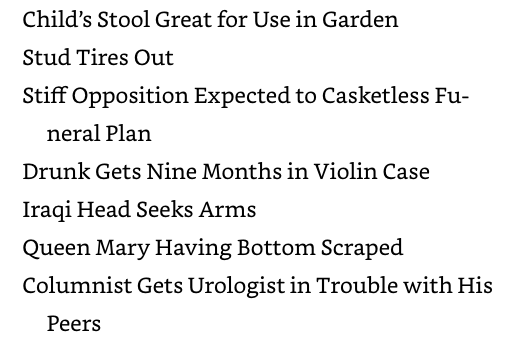 Child’s Stool Great for Use in Garden
Stud Tires Out
Stiff Opposition Expected to Casketless Fu-
neral Plan
Drunk Gets Nine Months in Violin Case
Iraqi Head Seeks Arms
Queen Mary Having Bottom Scraped
Columnist Gets Urologist in Trouble with His
Peers